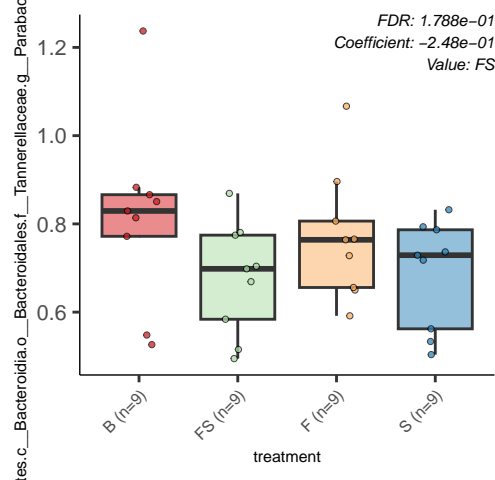 FDR: 1.788e−01
Coefficient: −2.48e−01
Value: FS
tes.c__Bacteroidia.o__Bacteroidales.f__Tannerellaceae.g__Parabac
1.2
1.0
0.8
0.6
B (n=9)
FS (n=9)
F (n=9)
S (n=9)
treatment